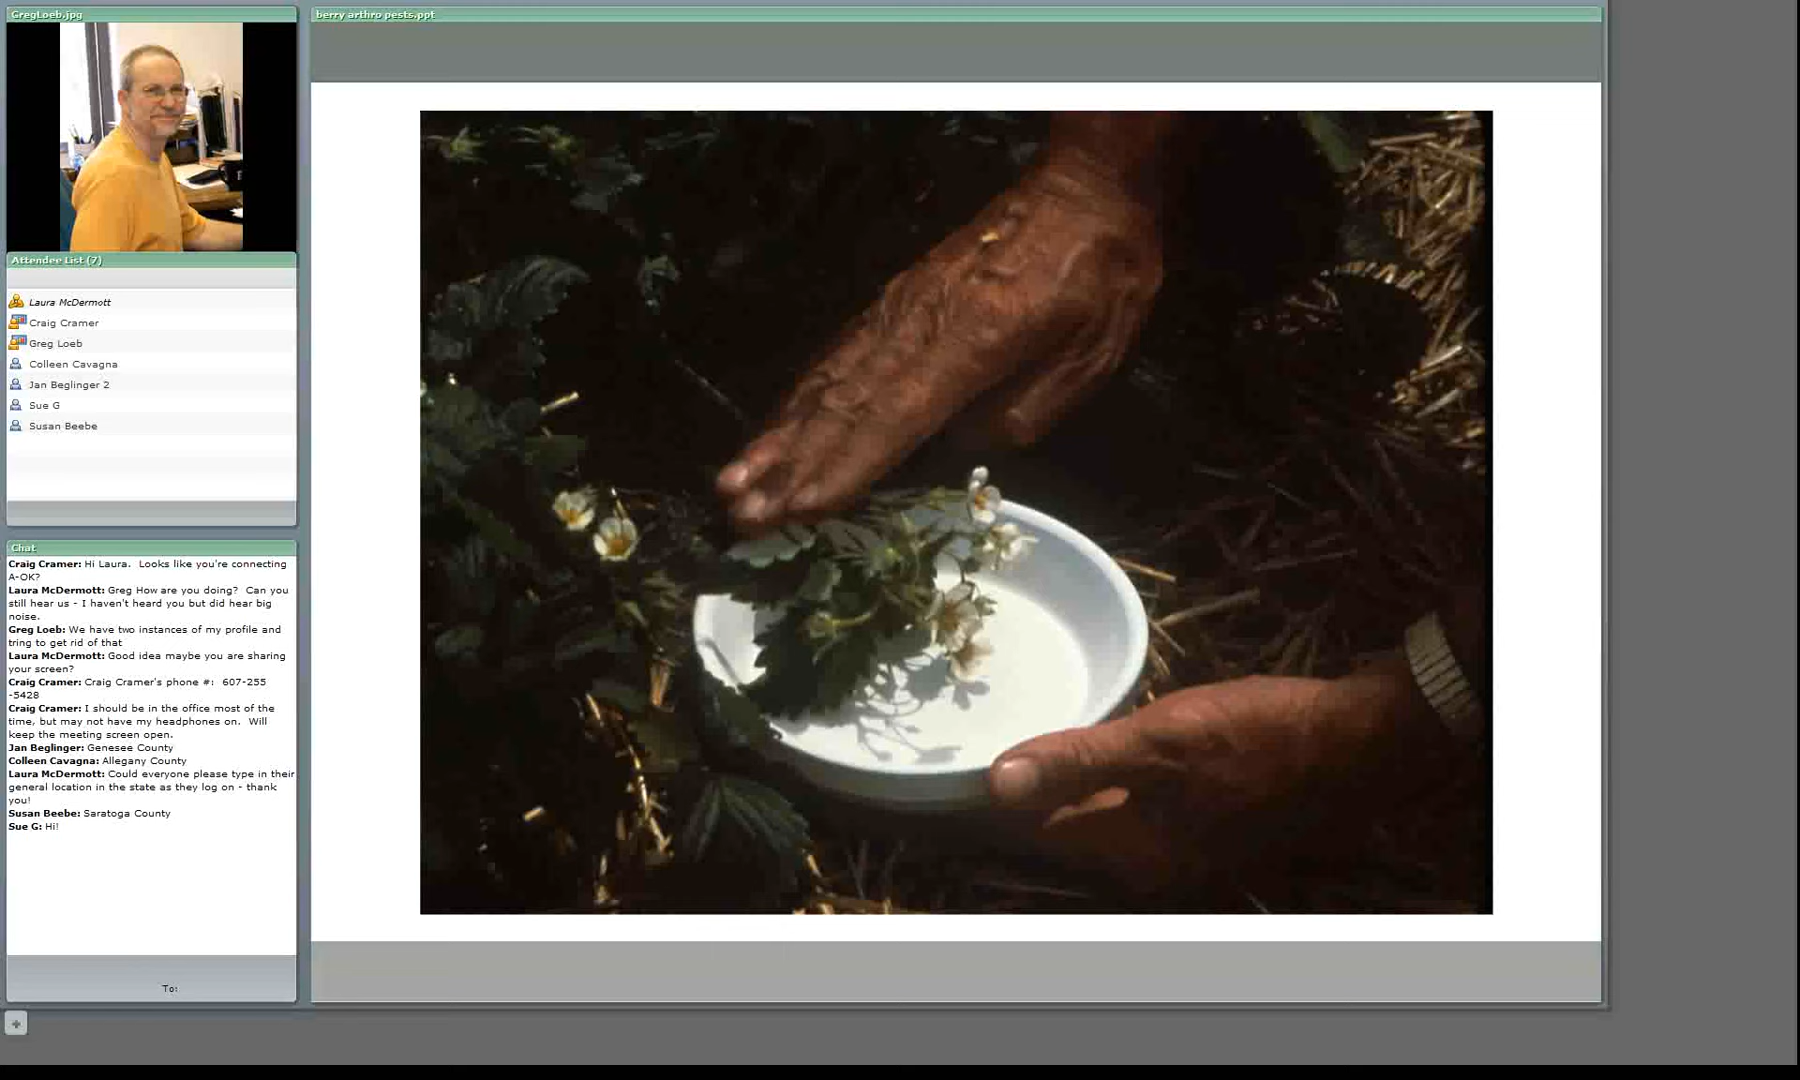 GregLoeb.jpg
berry arthro pests.ppt
Attendee List (7)
Laura McDermott
Craig Cramer
Greg Loeb
Colleen Cavagna
Jan Beglinger 2
Sue G
Susan Beebe
Chat
Craig Cramer: Hi Laura.  Looks like you're connecting
A-OK?
Laura McDermott: Greg How are you doing?  Can you
still hear us - I haven't heard you but did hear big
noise.
Greg Loeb: We have two instances of my profile and
tring to get rid of that
Laura McDermott: Good idea maybe you are sharing
your screen?
Craig Cramer: Craig Cramer's phone #:  607-255
-5428
Craig Cramer: I should be in the office most of the
time, but may not have my headphones on.  Will
keep the meeting screen open.
Jan Beglinger: Genesee County
Colleen Cavagna: Allegany County
Laura McDermott: Could everyone please type in their
general location in the state as they log on - thank
you!
Susan Beebe: Saratoga County
Sue G: Hi!
To: